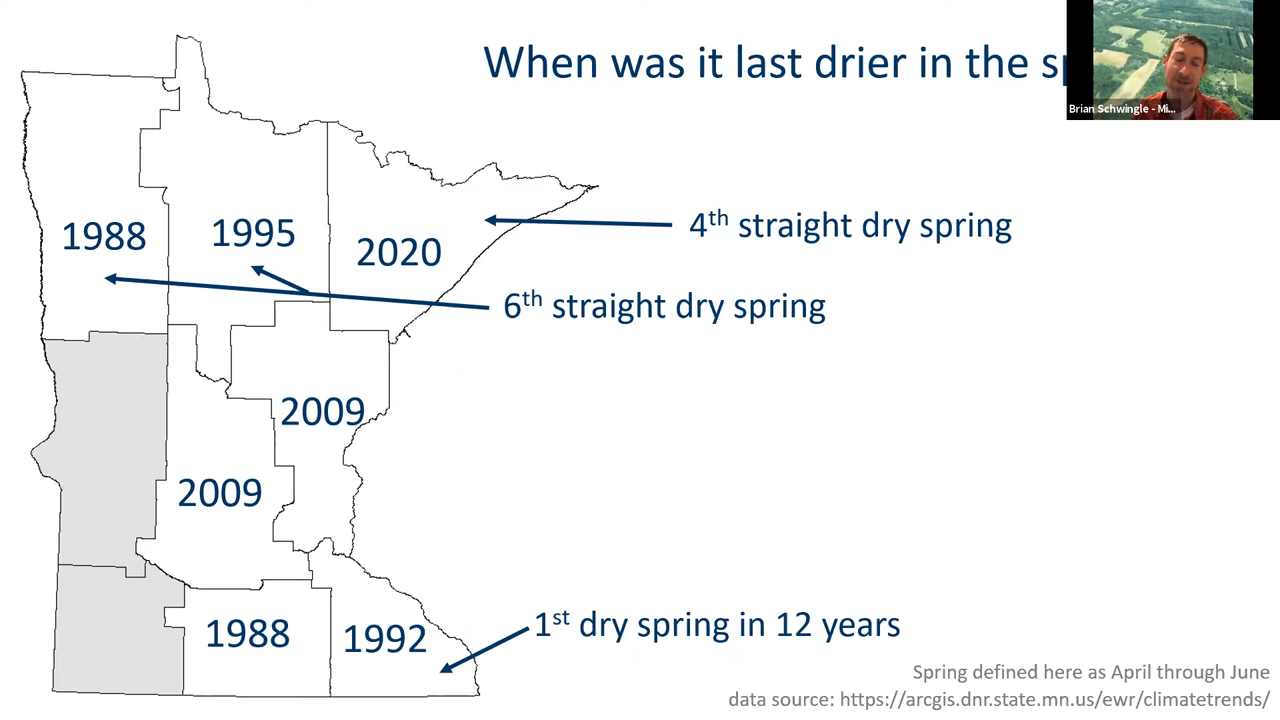 When was it last drier in the
Brian Schwingle - Mi...
4th straight dry spring
1988
1995
2020
6th straight dry spring
2009
2009
1988
1992
1st dry spring in 12 years
Spring defined here as April through June
data source: https://arcgis.dnr.state.mn.us/ewr/climatetrends/